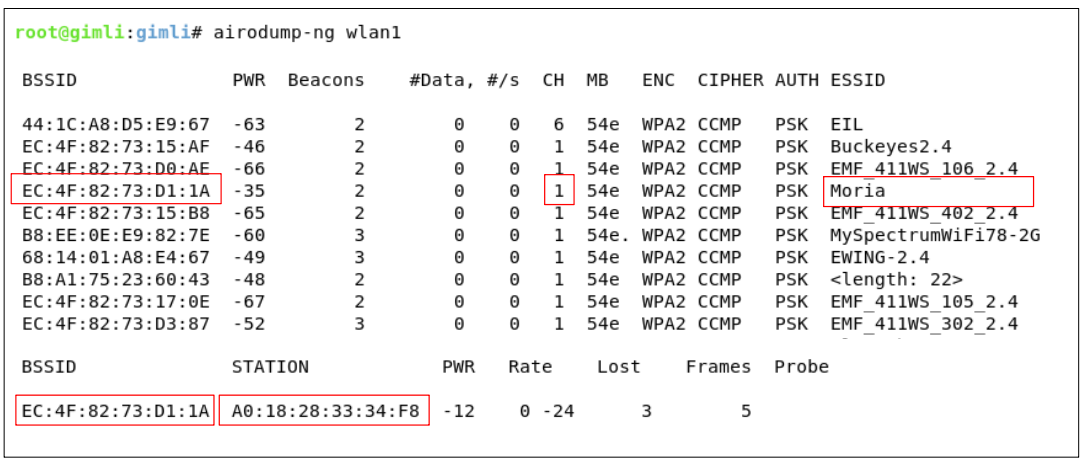 root@gimli:gimli# airodump-ng wlan1
BSSID PWR Beacons #Data, #/s CH MB ENC CIPHER AUTH ESSID
44:1C:A8:D5:E9:67 -63 2 0 0 6 54e WPA2 CCMP PSK EIL
EC:4F:82:73:15:AF -46 2 0 0 1 54e WPA2 CCMP PSK Buckeyes2.4
EC:4F:82:73:D0:AE -66 2 0 0 1 54e WPA2 CCMP PSK EMF_411WS_106_2.4
EC:4F:82:73:D1:1A -35 2 0 0 1 54e WPA2 CCMP PSK Moria
EC:4F:82:73:15:B8 -65 2 0 0 1 54e WPA2 CCMP PSK EMF_411WS_402_2.4
B8:EE:0E:E9:82:7E -60 3 0 0 1 54e. WPA2 CCMP PSK MySpectrumWiFi78-2G
68:14:01:A8:E4:67 -49 3 0 0 1 54e WPA2 CCMP PSK EWING-2.4
B8:A1:75:23:60:43 -48 2 0 0 1 54e WPA2 CCMP PSK <length: 22>
EC:4F:82:73:17:0E -67 2 0 0 1 54e WPA2 CCMP PSK EMF_411WS_105_2.4
EC:4F:82:73:D3:87 -52 3 0 0 1 54e WPA2 CCMP PSK EMF_411WS_302_2.4
BSSID STATION PWR Rate Lost Frames Probe
EC:4F:82:73:D1:1A A0:18:28:33:34:F8 -12 0 -24 3 5